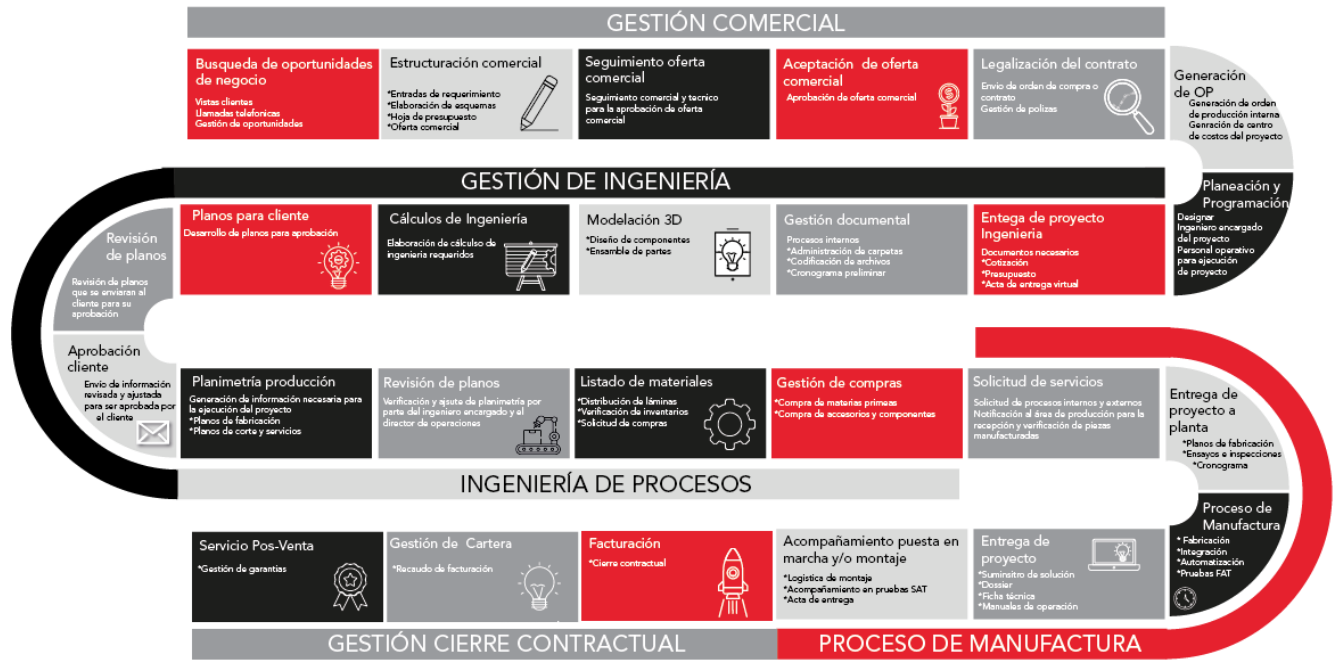 GESTIÓN COMERCIAL
Busqueda de oportunidades
de negocio
Vistas clientes
Llamadas telefonicas
Gestión de oportunidades
Estructuración comercial
*Entradas de requerimiento
*Elaboración de esquemas
*Hoja de presupuesto
*Oferta comercial
Seguimiento oferta
comercial
Seguimiento comercial y tecnico
para la aprobación de oferta
comercial
Aceptación de oferta
comercial
Aprobación de oferta comercial
Legalización del contrato
Envio de orden de compra o
contrato
Gestión de polizas
Generación
de OP
Generación de orden
de producción interna
Genración de centro
de costos del proyecto
Planeación y
Programación
Designar
Ingeniero encargado
del proyecto
Personal operativo
para ejecución
de proyecto
GESTIÓN DE INGENIERÍA
Entega de proyecto
Ingenieria
Documentos necesarios
*Cotización
*Presupuesto
*Acta de entrega virtual
Gestión documental
Procesos internos
*Administración de carpetas
*Codificación de archivos
*Cronograma preliminar
Modelación 3D
*Diseño de componentes
*Ensamble de partes
Cálculos de Ingeniería
Elaboración de cálculso de
ingenieria requeridos
Planos para cliente
Desarrollo de planos para aprobación
Revisión
de planos
Revisión de planos
que se enviaran al
cliente para su
aprobación
Aprobación
cliente
Envio de información
revisada y ajustada
para ser aprobada por
el cliente
Planimetría producción
Generación de información necesaria para
la ejecución del proyecto
*Planos de fabricación
*Planos de corte y servicios
Revisión de planos
Verificación y ajsute de planimetría por
parte del ingeniero encargado y el
director de operaciones
Listado de materiales
*Distribución de láminas
*Verificación de inventarios
*Solicitud de compras
Gestión de compras
*Compra de materias primeas
*Compra de accesorios y componentes
Solicitud de servicios
Solicitud de procesos internos y externos
Notificación al área de producción para la
recepción y verificación de piezas
manufacturadas
Entrega de
proyecto a
planta
*Planos de fabricación
*Ensayos e inspecciones
*Cronograma
INGENIERÍA DE PROCESOS
Proceso de
Manufactura
* Fabricación
*Integración
*Automatización
*Pruebas FAT
Entrega de
proyecto
*Suminsitro de solución
*Dossier
*Ficha técnica
*Manuales de operación
Acompañamiento puesta en
marcha y/o montaje
*Logistica de montaje
*Acompañamiento en pruebas SAT
*Acta de entrega
Facturación
*Cierre contractual
Gestión de Cartera
*Recaudo de facturación
Servicio Pos-Venta
*Gestión de garantias
GESTIÓN CIERRE CONTRACTUAL
PROCESO DE MANUFACTURA